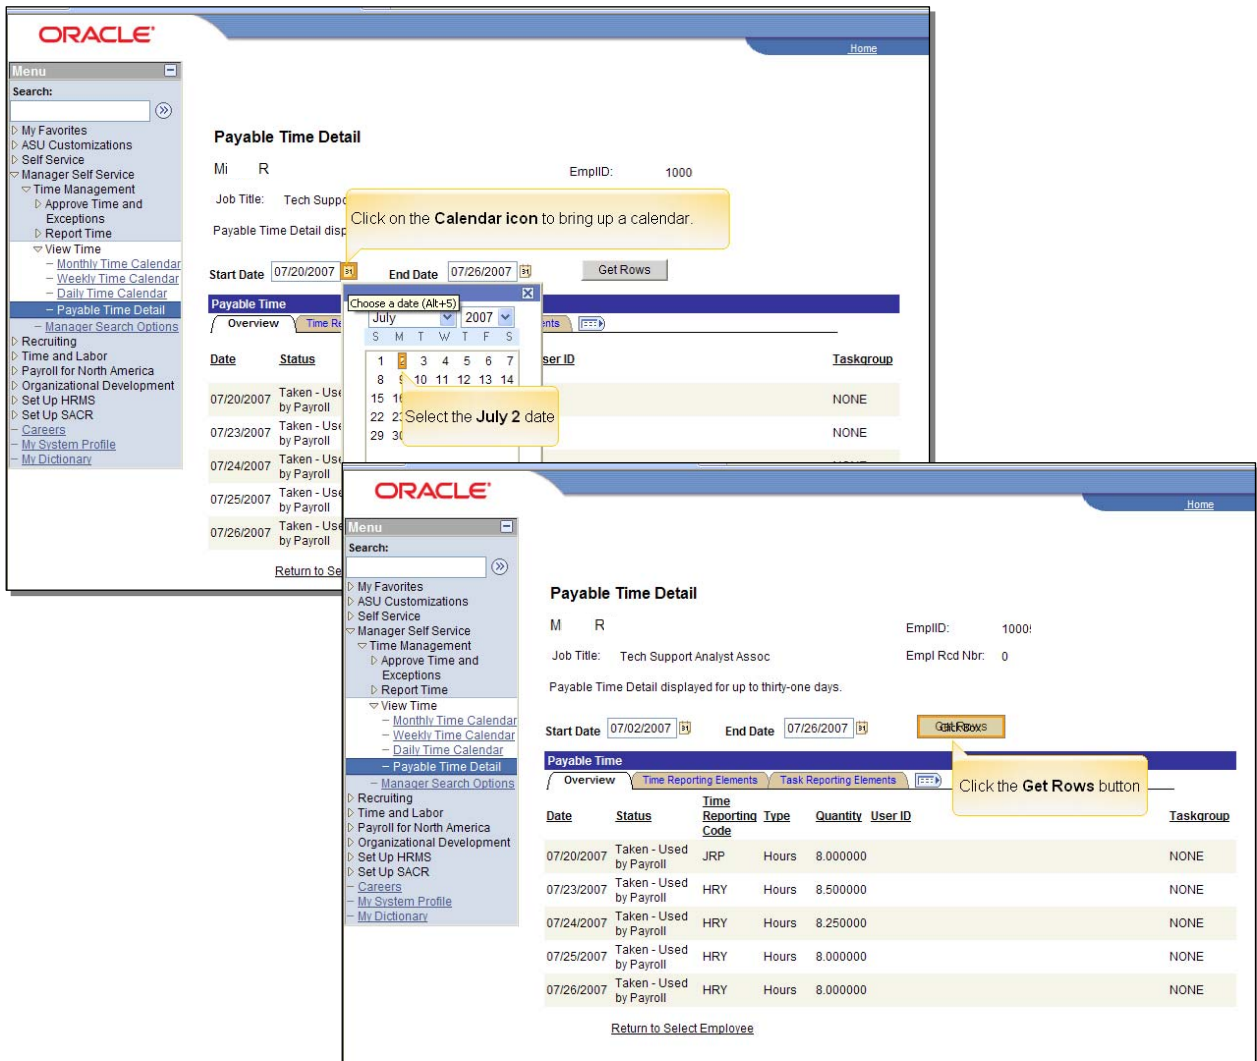 ORACLE'
Home
Menu
Search:
My Favorites
ASU Customizations
Self Service
Manager Self Service
Time Management
Approve Time and
Exceptions
Report Time
View Time
Monthly Time Calendar
Weekly Time Calendar
Daily Time Calendar
Payable Time Detail
Manager Search Options
Recruiting
Time and Labor
Payroll for North America
Organizational Development
Set Up HRMS
Set Up SACR
Careers
My System Profile
My Dictionary
Payable Time Detail
Mi R EmplID: 1000
Job Title: Tech Suppo
Click on the Calendar icon to bring up a calendar.
Payable Time Detail disp
Start Date 07/20/2007 31 End Date 07/26/2007 31 Get Rows
Payable Time
Choose a date (Alt+5)
July 2007
Overview Time Re ents
S M T W T F S
1 2 3 4 5 6 7
8 9 10 11 12 13 14
15 16
22 23
29 30
Select the July 2 date
Date Status ser ID Taskgroup
07/20/2007 Taken - Use
by Payroll NONE
07/23/2007 Taken - Use
by Payroll NONE
07/24/2007 Taken - Use
by Payroll
07/25/2007 Taken - Use
by Payroll
07/26/2007 Taken - Use
by Payroll
Return to Se
ORACLE'
Home
Menu
Search:
My Favorites
ASU Customizations
Self Service
Manager Self Service
Time Management
Approve Time and
Exceptions
Report Time
View Time
Monthly Time Calendar
Weekly Time Calendar
Daily Time Calendar
Payable Time Detail
Manager Search Options
Recruiting
Time and Labor
Payroll for North America
Organizational Development
Set Up HRMS
Set Up SACR
Careers
My System Profile
My Dictionary
Payable Time Detail
M R EmplID: 1000
Job Title: Tech Support Analyst Assoc Empl Rcd Nbr: 0
Payable Time Detail displayed for up to thirty-one days.
Start Date 07/02/2007 31 End Date 07/26/2007 31
Payable Time
Overview Time Reporting Elements Task Reporting Elements
Click the Get Rows button
Date Status Time Reporting Code Type Quantity User ID Taskgroup
07/20/2007 Taken - Used by Payroll JRP Hours 8.000000 NONE
07/23/2007 Taken - Used by Payroll HRY Hours 8.500000 NONE
07/24/2007 Taken - Used by Payroll HRY Hours 8.250000 NONE
07/25/2007 Taken - Used by Payroll HRY Hours 8.000000 NONE
07/26/2007 Taken - Used by Payroll HRY Hours 8.000000 NONE
Return to Select Employee